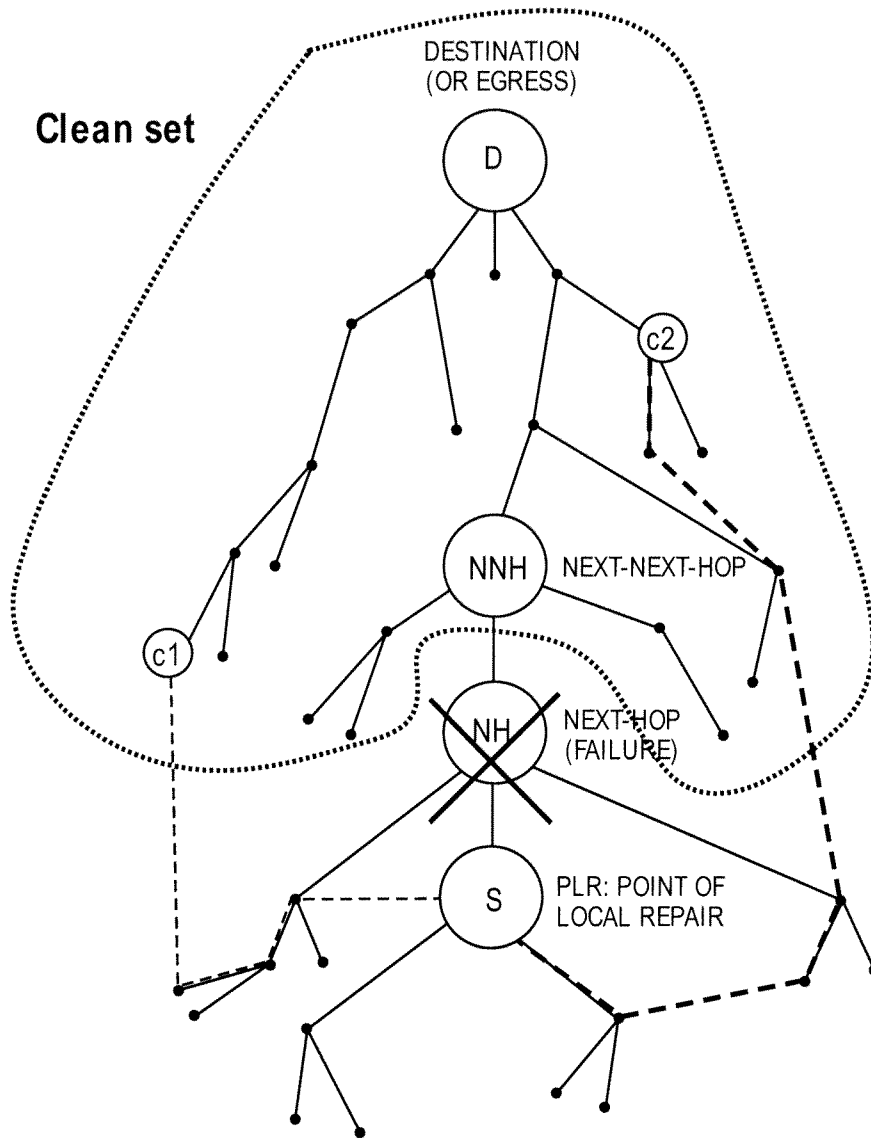 DESTINATION
(OR EGRESS)
Clean set
D
c2
NNH
NEXT-NEXT-HOP
c1
NH
NEXT-HOP
(FAILURE)
S
PLR: POINT OF
LOCAL REPAIR